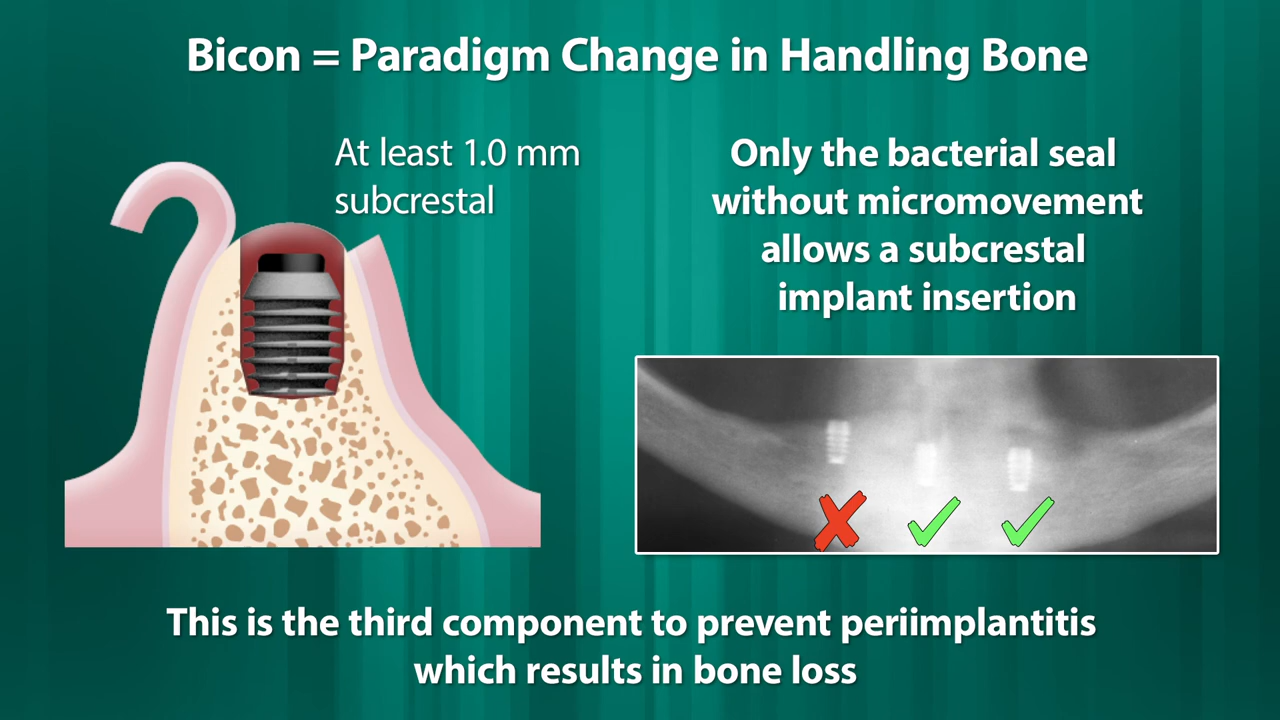 Bicon = Paradigm Change in Handling Bone
At least 1.0 mm
subcrestal
Only the bacterial seal
without micromovement
allows a subcrestal
implant insertion
This is the third component to prevent periimplantitis
which results in bone loss